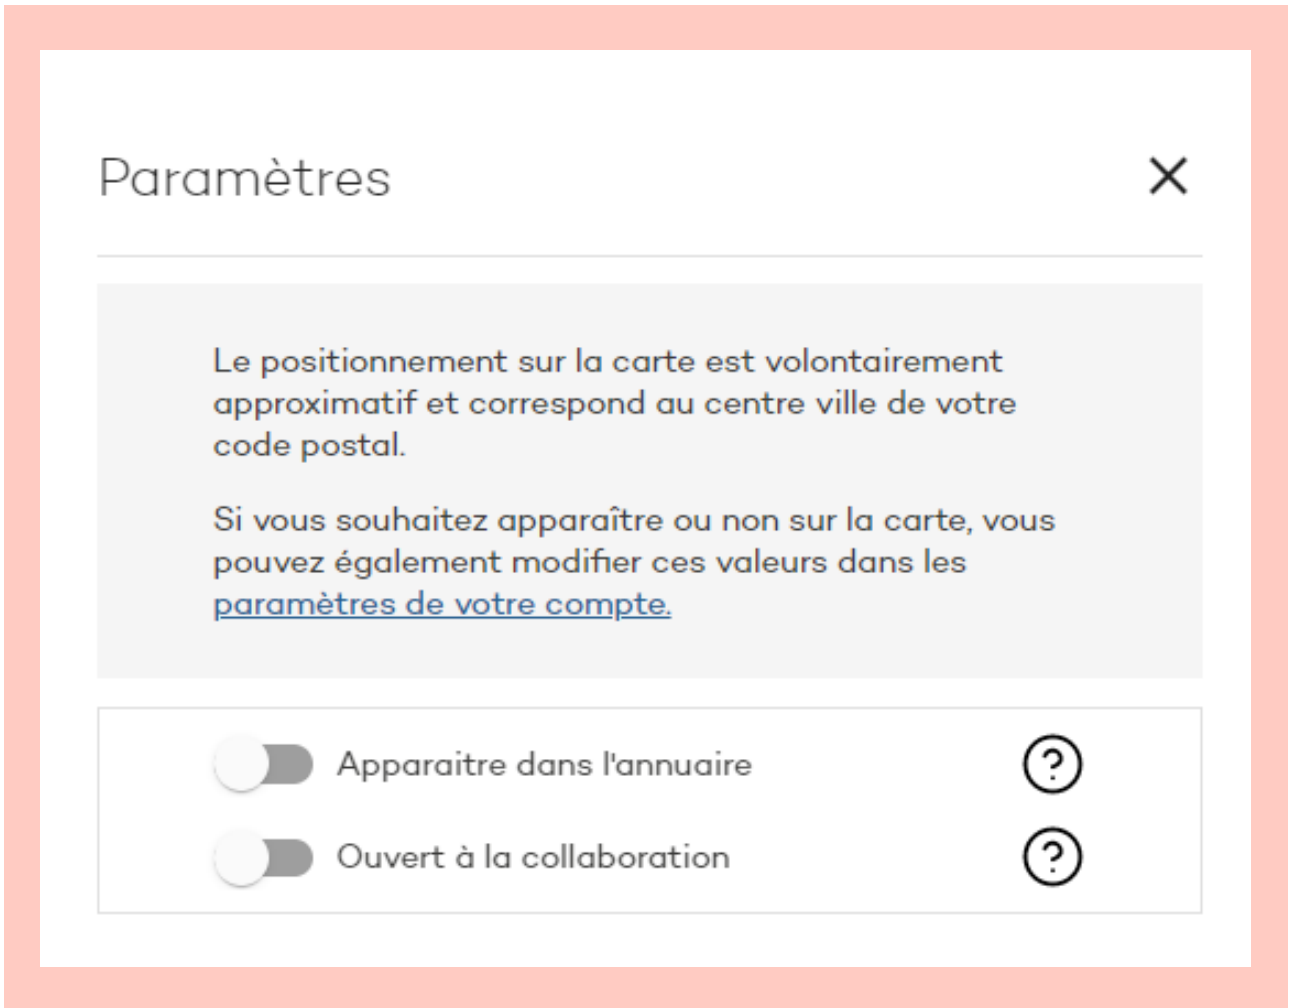 Paramètres
Le positionnement sur la carte est volontairement
approximatif et correspond au centre ville de votre
code postal.
Si vous souhaitez apparaître ou non sur la carte, vous
pouvez également modifier ces valeurs dans les
paramètres de votre compte.
Apparaitre dans l'annuaire ?
Ouvert à la collaboration ?